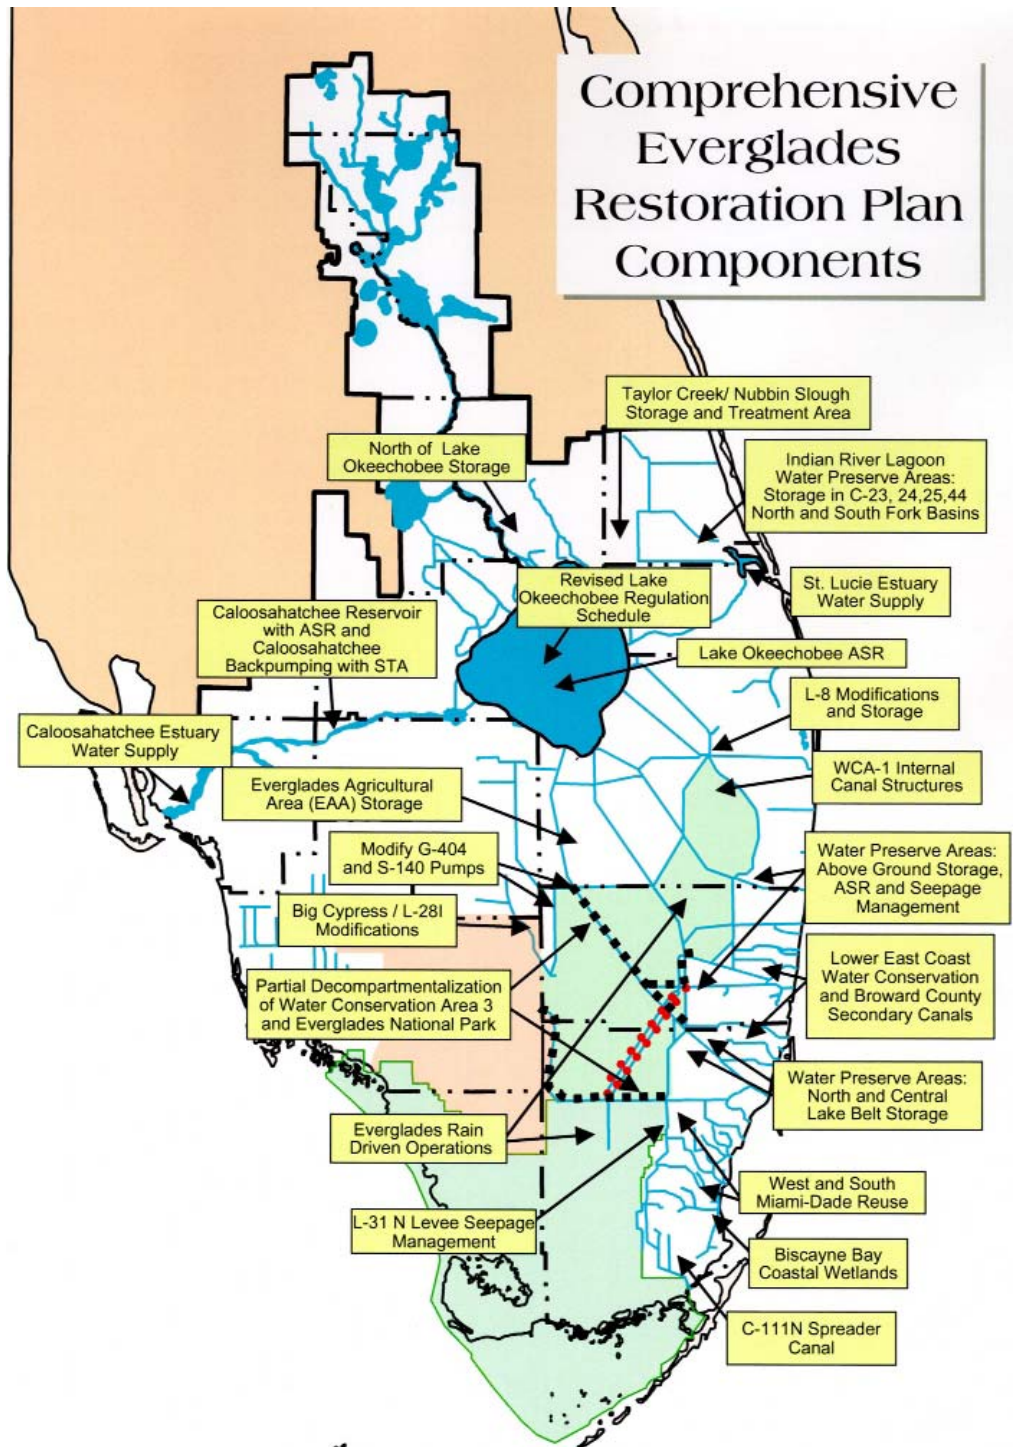 Comprehensive
Everglades
Restoration Plan
Components
Taylor Creek/ Nubbin Slough
Storage and Treatment Area
North of Lake
Okeechobee Storage
Indian River Lagoon
Water Preserve Areas:
Storage in C-23, 24,25,44
North and South Fork Basins
Revised Lake
Okeechobee Regulation
Schedule
St. Lucie Estuary
Water Supply
Caloosahatchee Reservoir
with ASR and
Caloosahatchee
Backpumping with STA
Lake Okeechobee ASR
L-8 Modifications
and Storage
Caloosahatchee Estuary
Water Supply
WCA-1 Internal
Canal Structures
Everglades Agricultural
Area (EAA) Storage
Modify G-404
and S-140 Pumps
Water Preserve Areas:
Above Ground Storage,
ASR and Seepage
Management
Big Cypress / L-28I
Modifications
Lower East Coast
Water Conservation
and Broward County
Secondary Canals
Partial Decompartmentalization
of Water Conservation Area 3
and Everglades National Park
Water Preserve Areas:
North and Central
Lake Belt Storage
Everglades Rain
Driven Operations
West and South
Miami-Dade Reuse
L-31 N Levee Seepage
Management
Biscayne Bay
Coastal Wetlands
C-111N Spreader
Canal